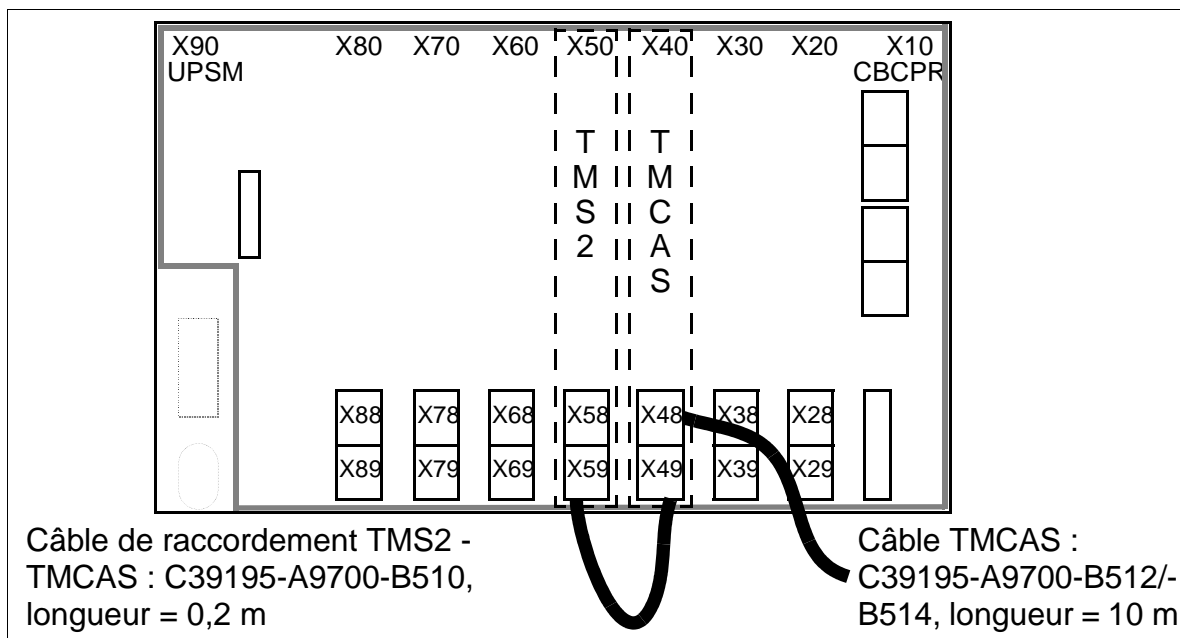 X90 X80 X70 X60 X50 X40 X30 X20 X10
UPSM CBCPR
TMS2
TMCAS
X88 X78 X68 X58 X48 X38 X28
X89 X79 X69 X59 X49 X39 X29
Câble de raccordement TMS2 -
TMCAS : C39195-A9700-B510,
longueur = 0,2 m
Câble TMCAS :
C39195-A9700-B512/-
B514, longueur = 10 m